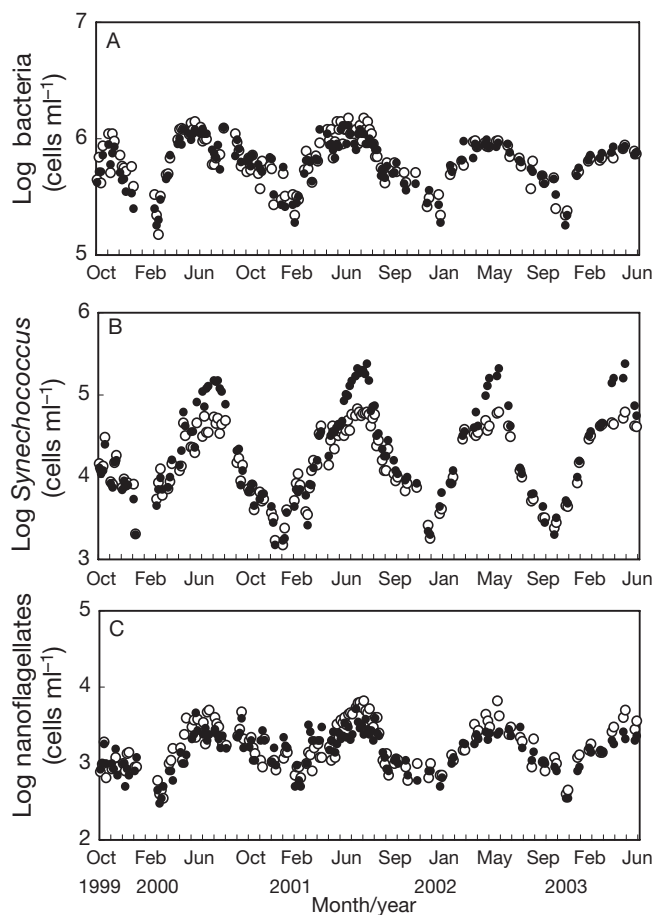 7
A
6
5
Log bacteria
(cells ml⁻¹)
Oct Feb Jun Oct Feb Jun Sep Jan May Sep Feb Jun
6
B
5
4
3
Log Synechococcus
(cells ml⁻¹)
Oct Feb Jun Oct Feb Jun Sep Jan May Sep Feb Jun
5
C
4
3
2
Log nanoflagellates
(cells ml⁻¹)
Oct Feb Jun Oct Feb Jun Sep Jan May Sep Feb Jun
1999 2000 2001 2002 2003
Month/year